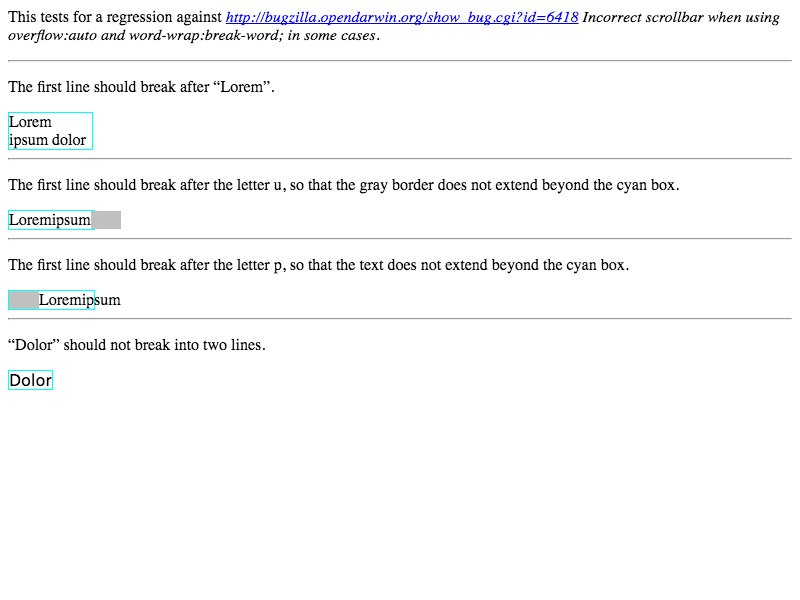 This tests for a regression against http://bugzilla.opendarwin.org/show_bug.cgi?id=6418 Incorrect scrollbar when using
overflow:auto and word-wrap:break-word; in some cases.
The first line should break after “Lorem”.
Lorem
ipsum dolor
The first line should break after the letter u, so that the gray border does not extend beyond the cyan box.
Loremipsum
The first line should break after the letter p, so that the text does not extend beyond the cyan box.
Loremipsum
“Dolor” should not break into two lines.
Dolor